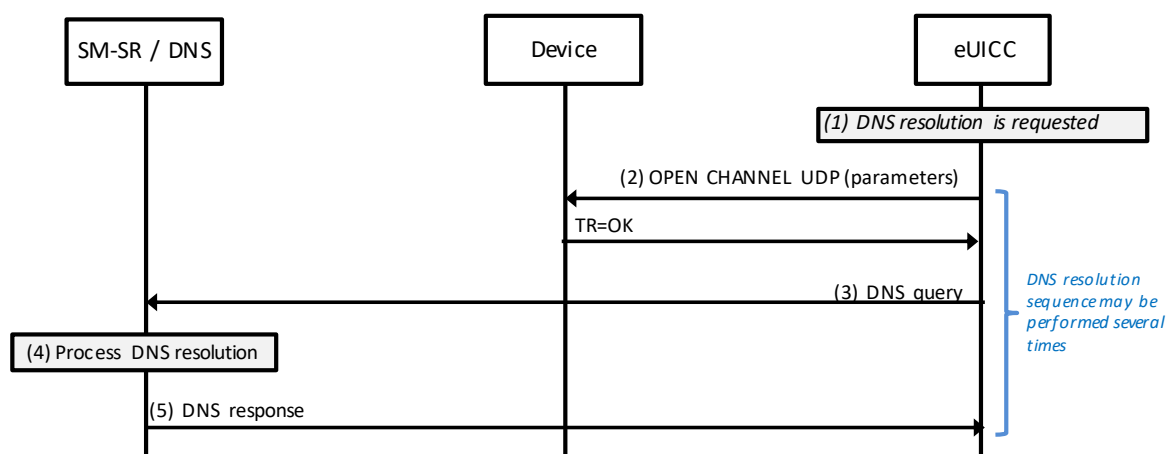 SM-SR / DNS
Device
eUICC
(1) DNS resolution is requested
(2) OPEN CHANNEL UDP (parameters)
TR=OK
(3) DNS query
DNS resolution
sequence may be
performed several
times
(4) Process DNS resolution
(5) DNS response